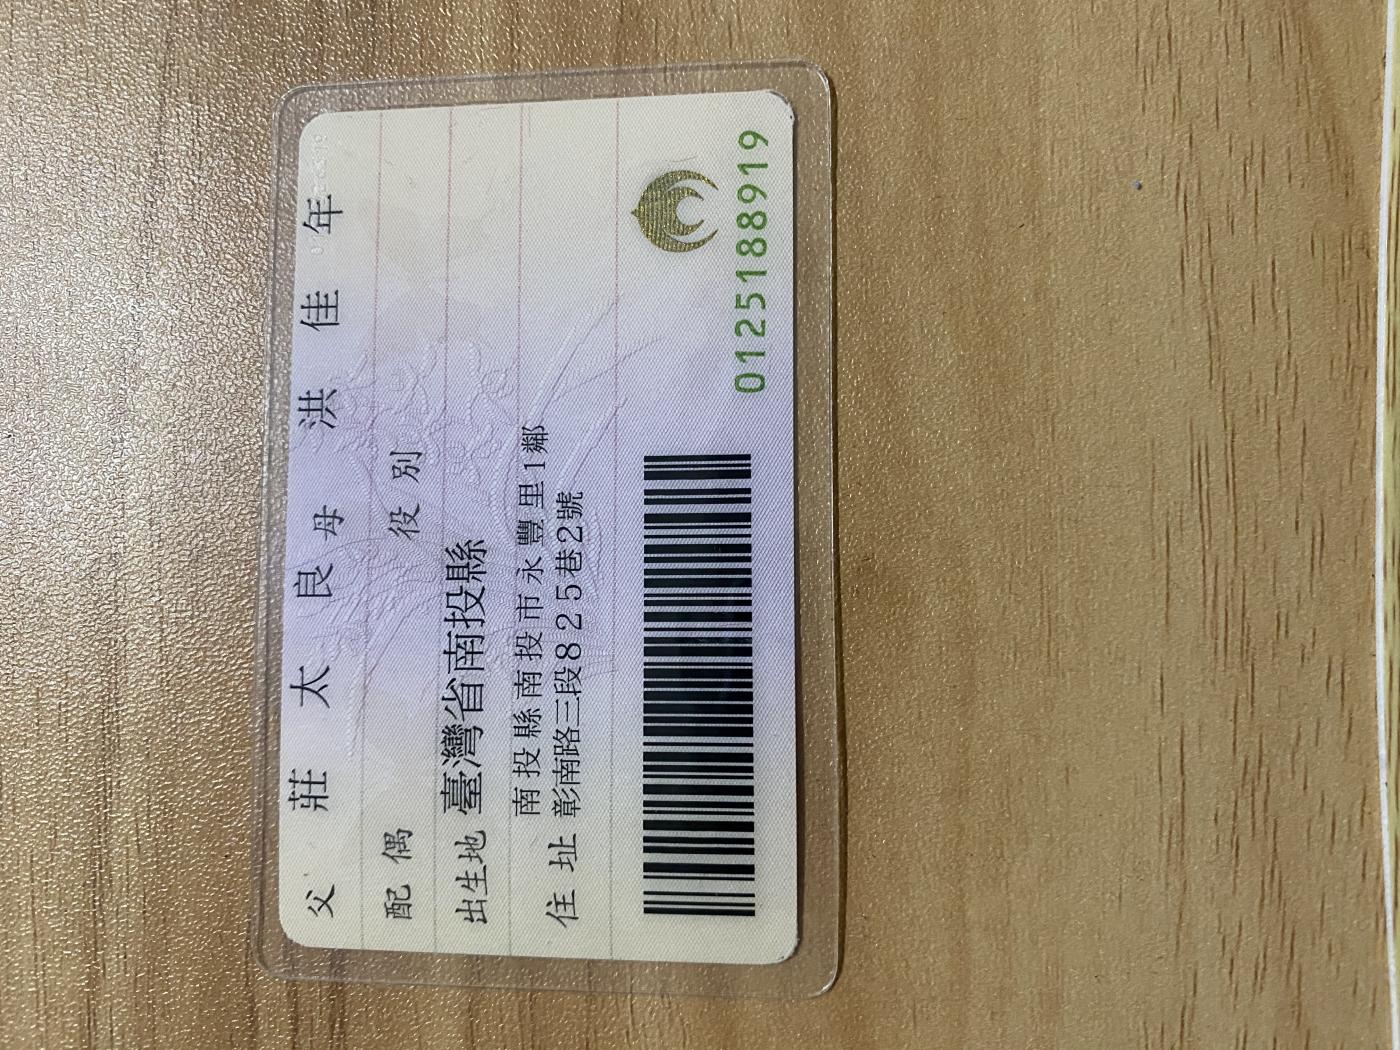 父 莊太良 母 洪佳年
配偶 役別
出生地 臺灣省南投縣
住址 南投縣南投市永豐里1鄰
彰南路三段825巷2號
0125188919